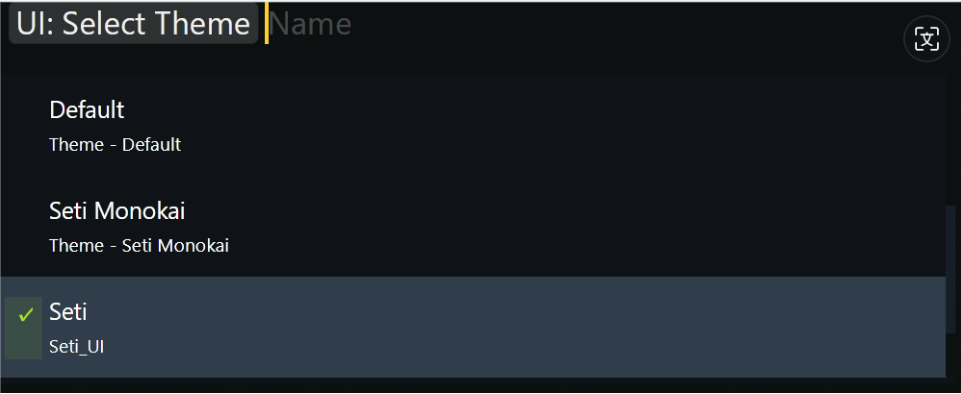 UI: Select Theme Name
Default
Theme - Default
Seti Monokai
Theme - Seti Monokai
Seti
Seti_UI